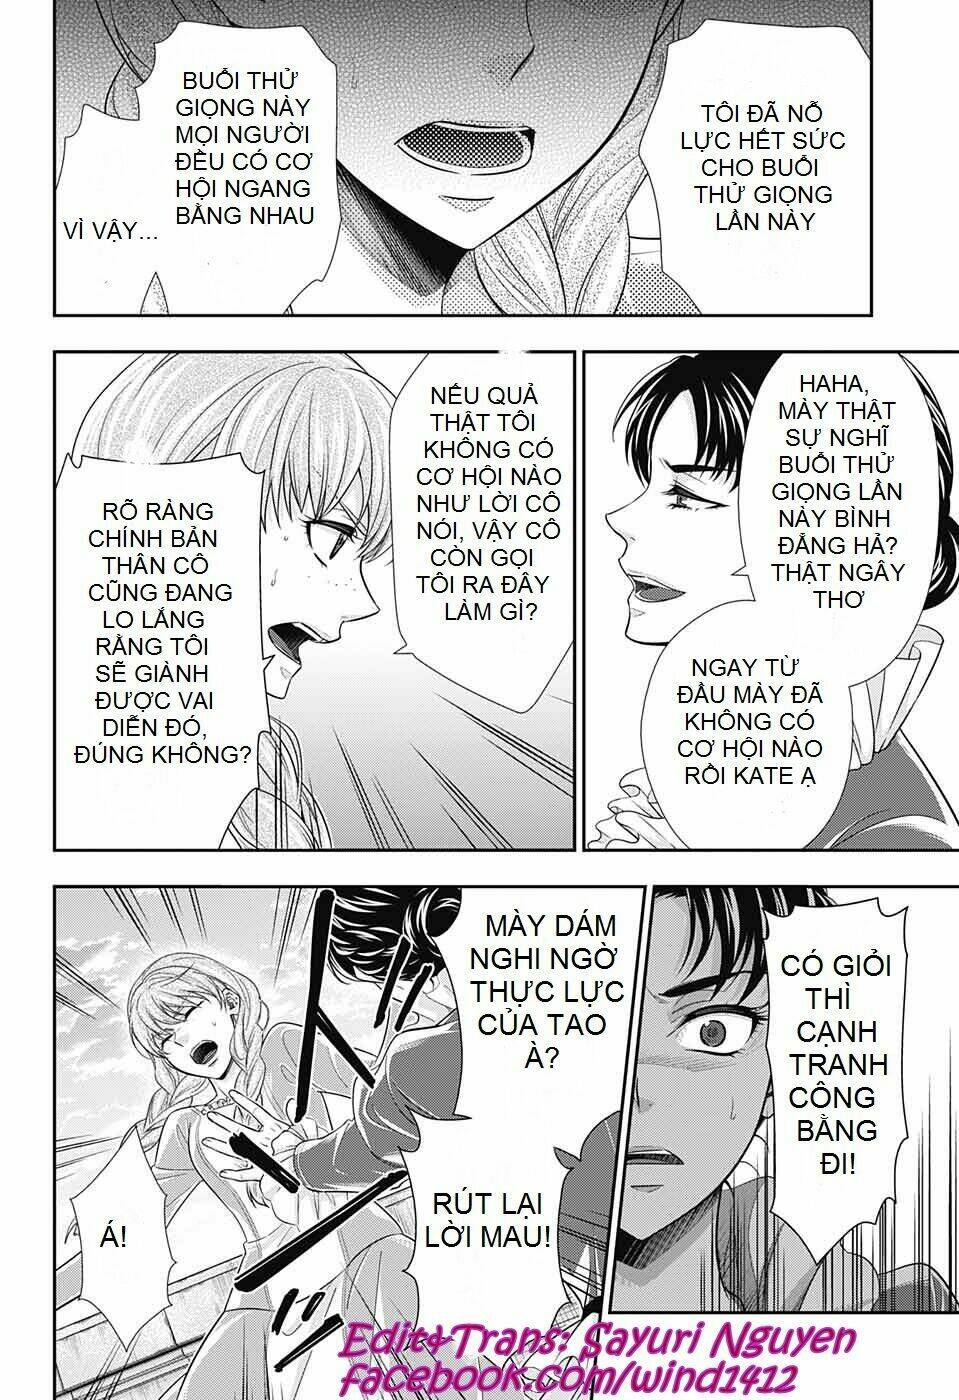 TÔI ĐÃ NỖ
LỰC HẾT SỨC
CHO BUỔI
THỬ GIỌNG
LẦN NÀY
BUỔI THỬ
GIỌNG NÀY
MỌI NGƯỜI
ĐỀU CÓ CƠ
HỘI NGANG
BẰNG NHAU
VÌ VẬY...
HAHA,
MÀY THẬT
SỰ NGHĨ
BUỔI THỬ
GIỌNG LẦN
NÀY BÌNH
ĐẲNG HẢ?
THẬT NGÂY
THƠ
NGAY TỪ
ĐẦU MÀY ĐÃ
KHÔNG CÓ
CƠ HỘI NÀO
RỒI KATE Ạ
NẾU QUẢ
THẬT TÔI
KHÔNG CÓ
CƠ HỘI NÀO
NHƯ LỜI CÔ
NÓI, VẬY CÔ
CÒN GỌI
TÔI RA ĐÂY
LÀM GÌ?
RÕ RÀNG
CHÍNH BẢN
THÂN CÔ
CŨNG ĐANG
LO LẮNG
RẰNG TÔI
SẼ GIÀNH
ĐƯỢC VAI
DIỄN ĐÓ,
ĐÚNG KHÔNG?
CÓ GIỎI
THÌ
CẠNH
TRANH
CÔNG
BẰNG
ĐI!
MÀY DÁM
NGHI NGỜ
THỰC LỰC
CỦA TAO
À?
RÚT LẠI
LỜI MAU!
Á!
Edit&Trans: Sayuri Nguyen
facebook.com/wind1412